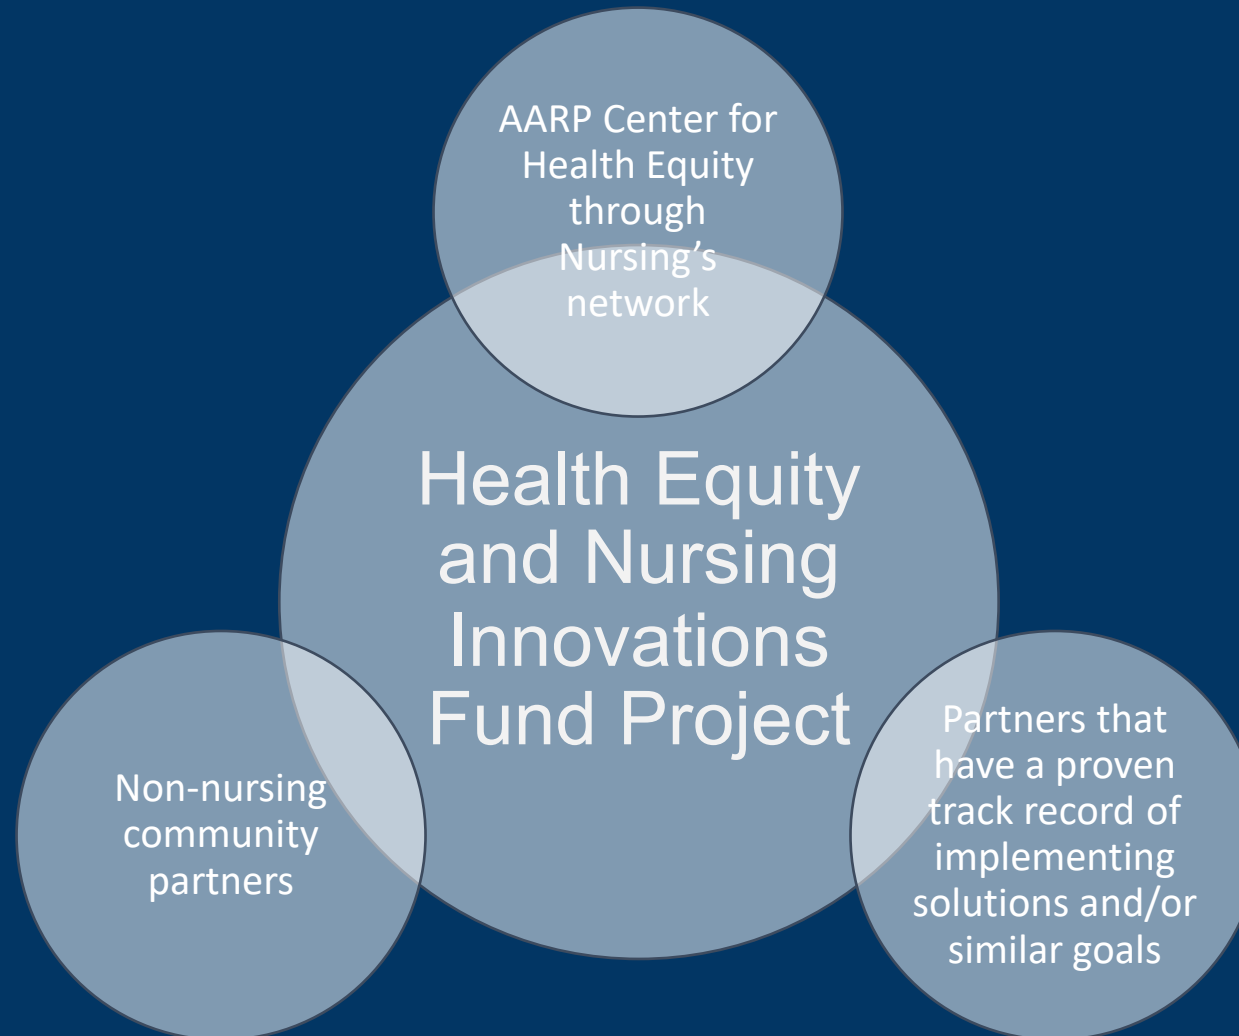 AARP Center for
Health Equity
through
Nursing’s
network
Health Equity
and Nursing
Innovations
Fund Project
Non-nursing
community
partners
Partners that
have a proven
track record of
implementing
solutions and/or
similar goals